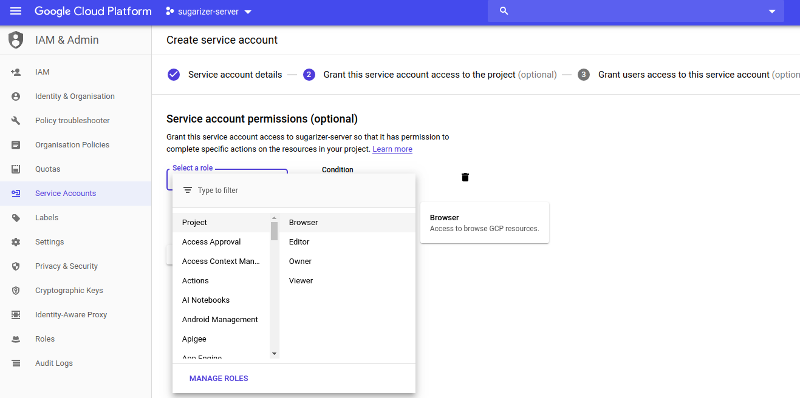 Google Cloud Platform
sugarizer-server
IAM & Admin
Create service account
Service account details
2 Grant this service account access to the project (optional)
3 Grant users access to this service account (option
IAM
Identity & Organisation
Policy troubleshooter
Organisation Policies
Quotas
Service Accounts
Labels
Settings
Privacy & Security
Cryptographic Keys
Identity-Aware Proxy
Roles
Audit Logs
Service account permissions (optional)
Grant this service account access to sugarizer-server so that it has permission to
complete specific actions on the resources in your project. Learn more
Select a role
Condition
Type to filter
Project
Access Approval
Access Context Man...
Actions
AI Notebooks
Android Management
Apigee
App Engine
Browser
Editor
Owner
Viewer
MANAGE ROLES
Browser
Access to browse GCP resources.